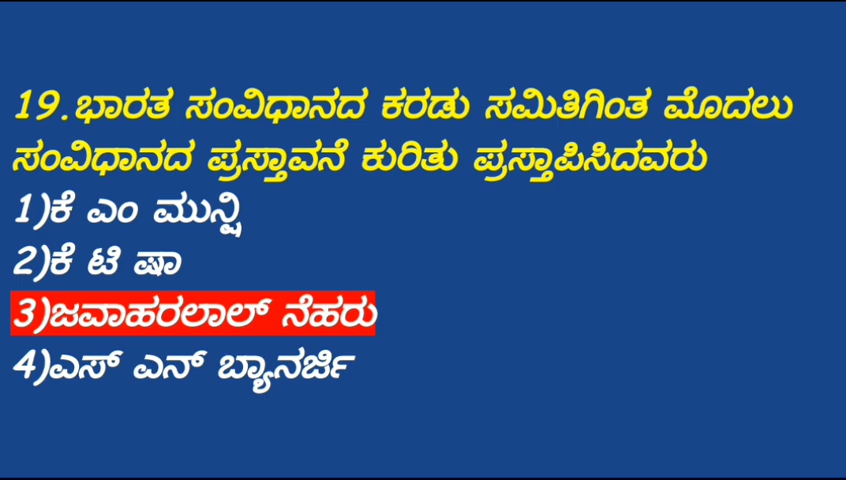 19.ಭಾರತ ಸಂವಿಧಾನದ ಕರಡು ಸಮಿತಿಗಿಂತ ಮೊದಲು
ಸಂವಿಧಾನದ ಪ್ರಸ್ತಾವನೆ ಕುರಿತು ಪ್ರಸ್ತಾಪಿಸಿದವರು
1)ಕೆ ಎಂ ಮುನ್ಷಿ
2)ಕೆ ಟಿ ಷಾ
3)ಜವಾಹರಲಾಲ್ ನೆಹರು
4)ಎಸ್ ಎನ್ ಬ್ಯಾನರ್ಜಿ